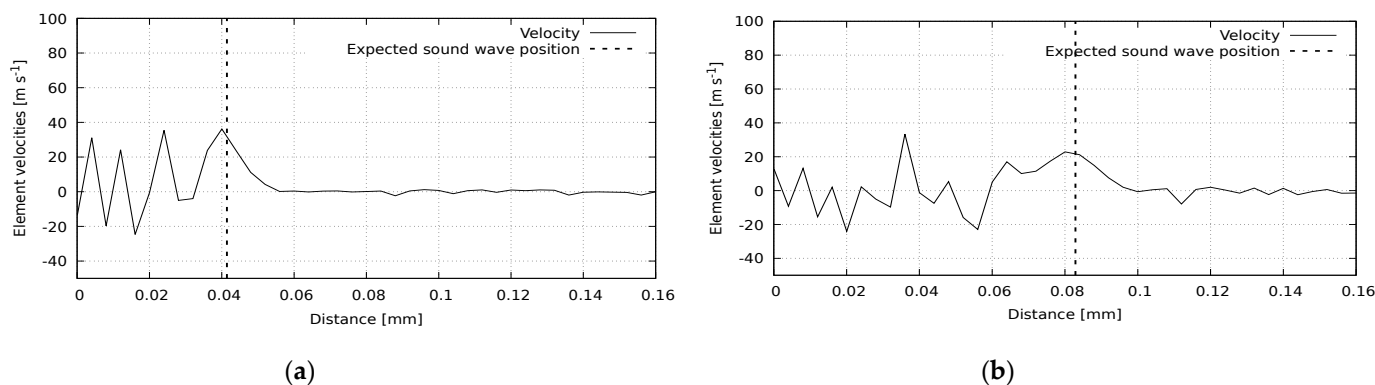 100
80
60
40
20
0
-20
-40
Element velocities [m s-1]
Velocity
Expected sound wave position
0 0.02 0.04 0.06 0.08 0.1 0.12 0.14 0.16
Distance [mm]
(a)
100
80
60
40
20
0
-20
-40
Element velocities [m s-1]
Velocity
Expected sound wave position
0 0.02 0.04 0.06 0.08 0.1 0.12 0.14 0.16
Distance [mm]
(b)